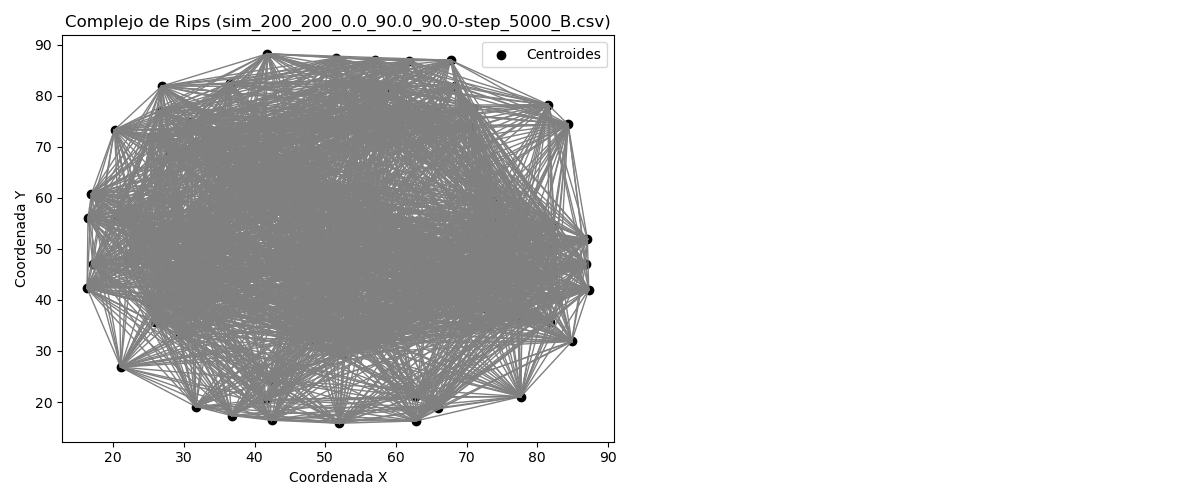 Complejo de Rips (sim_200_200_0.0_90.0_90.0-step_5000_B.csv)
Centroides
90
80
70
60
50
40
30
20
Coordenada Y
20 30 40 50 60 70 80 90
Coordenada X